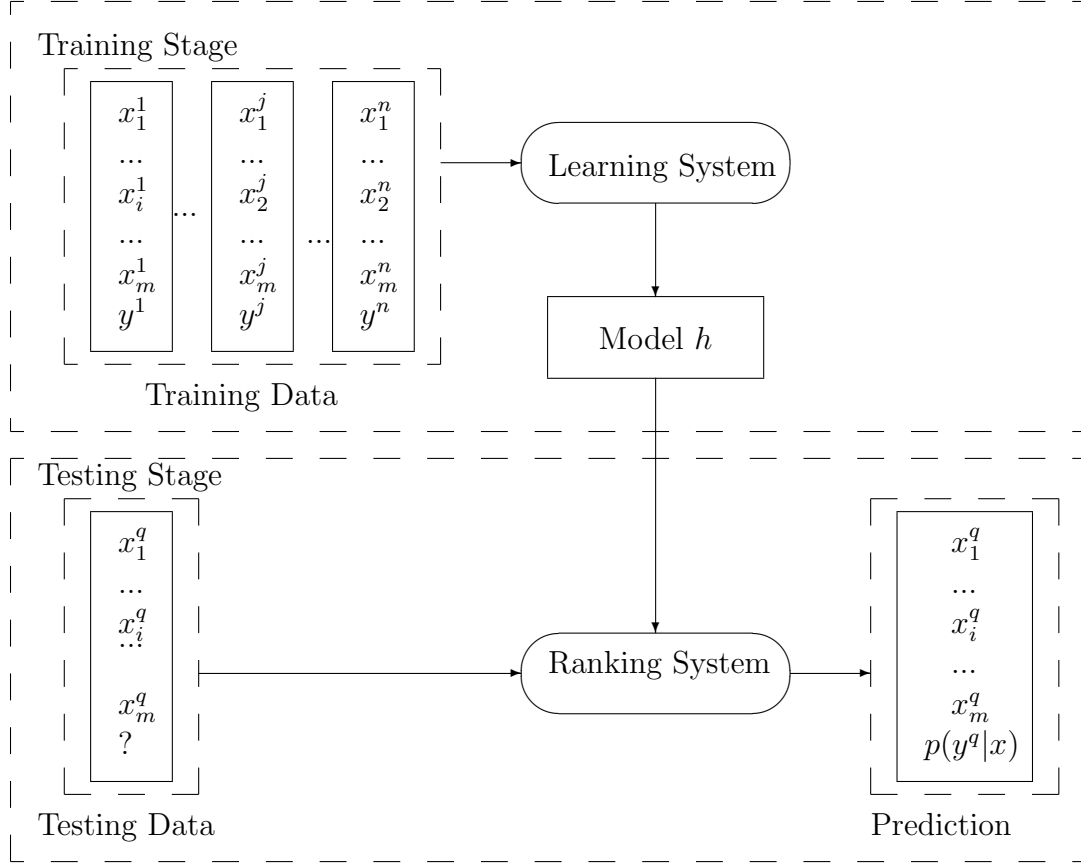 Training Stage
x_1^1
...
x_i^1
...
x_m^1
y^1
...
x_1^j
...
x_2^j
...
x_m^j
y^j
...
x_1^n
...
x_2^n
...
x_m^n
y^n
Training Data
Learning System
Model h
Testing Stage
x_1^q
...
x_i^q
...
x_m^q
?
Testing Data
Ranking System
x_1^q
...
x_i^q
...
x_m^q
p(y^q|x)
Prediction